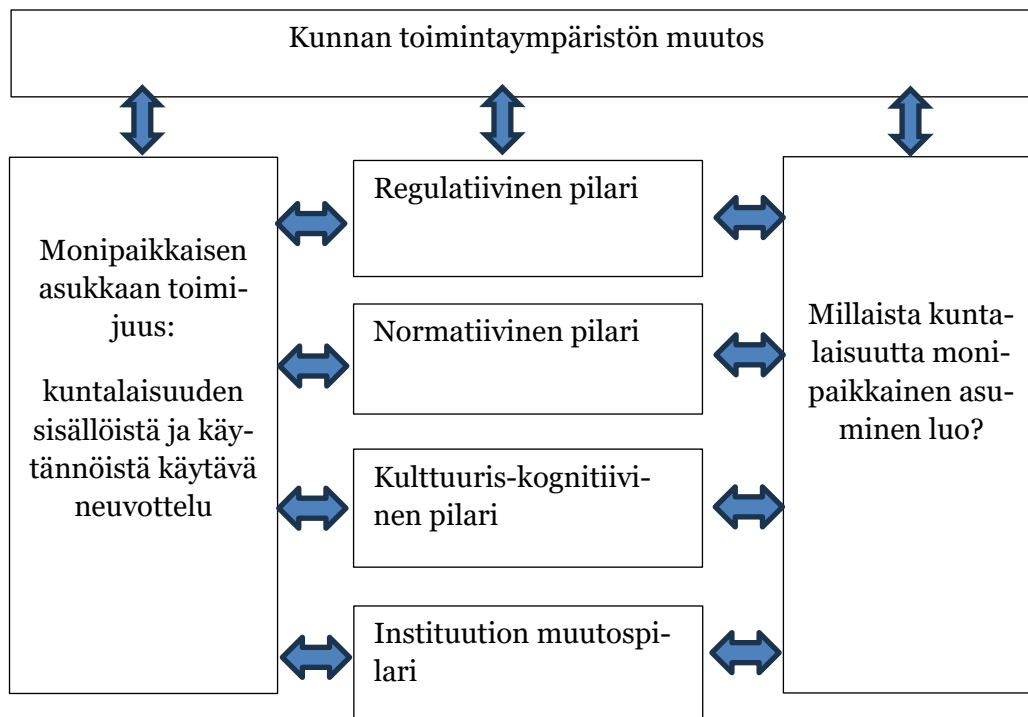 Kunnan toimintaympäristön muutos
Monipaikkaisen
asukkaan toimi-
juus:
kuntalaisuuden
sisällöistä ja käy-
tännöistä käytävä
neuvottelu
Regulatiivinen pilari
Normatiivinen pilari
Kulttuuris-kognitiivi-
nen pilari
Instituution muutospi-
lari
Millaista kunta-
laisuutta moni-
paikkainen asu-
minen luo?